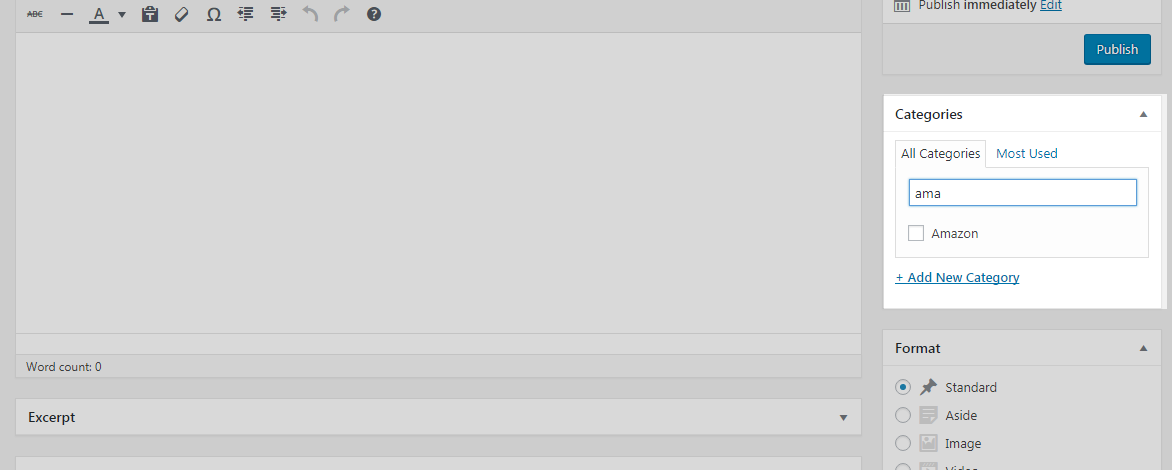 ABC A Ω ?
Word count: 0
Excerpt
Publish immediately Edit
Publish
Categories
All Categories Most Used
ama
Amazon
+ Add New Category
Format
Standard
Aside
Image
Video